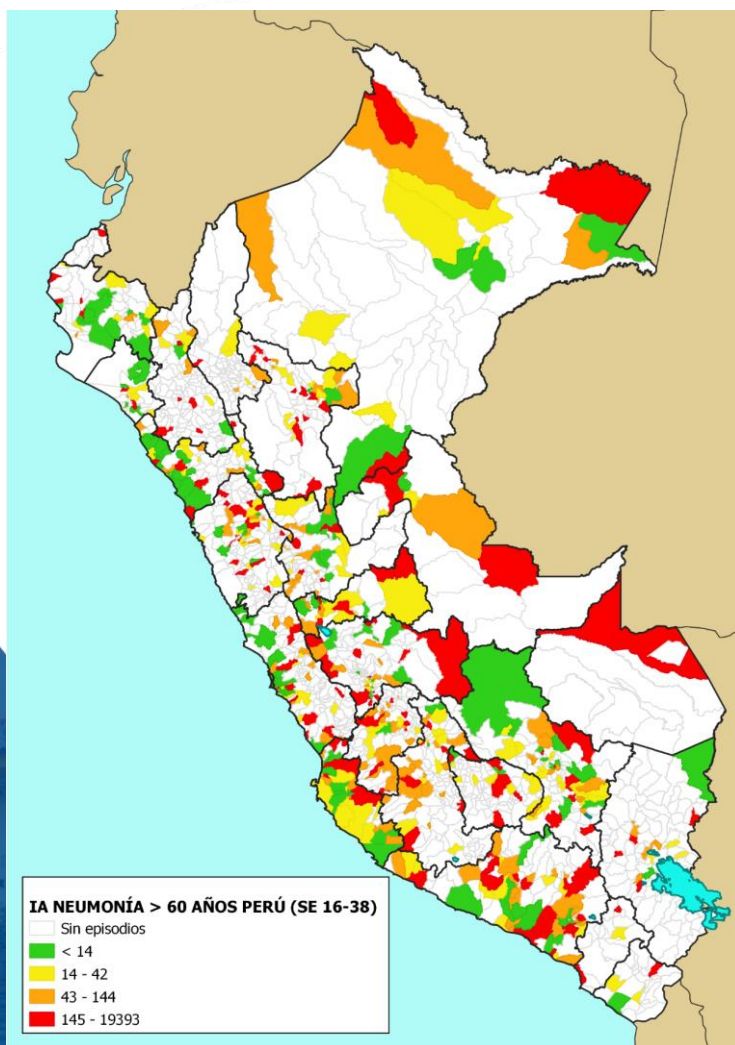 IA NEUMONÍA > 60 AÑOS PERÚ (SE 16-38)
Sin episodios
< 14
14 - 42
43 - 144
145 - 19393